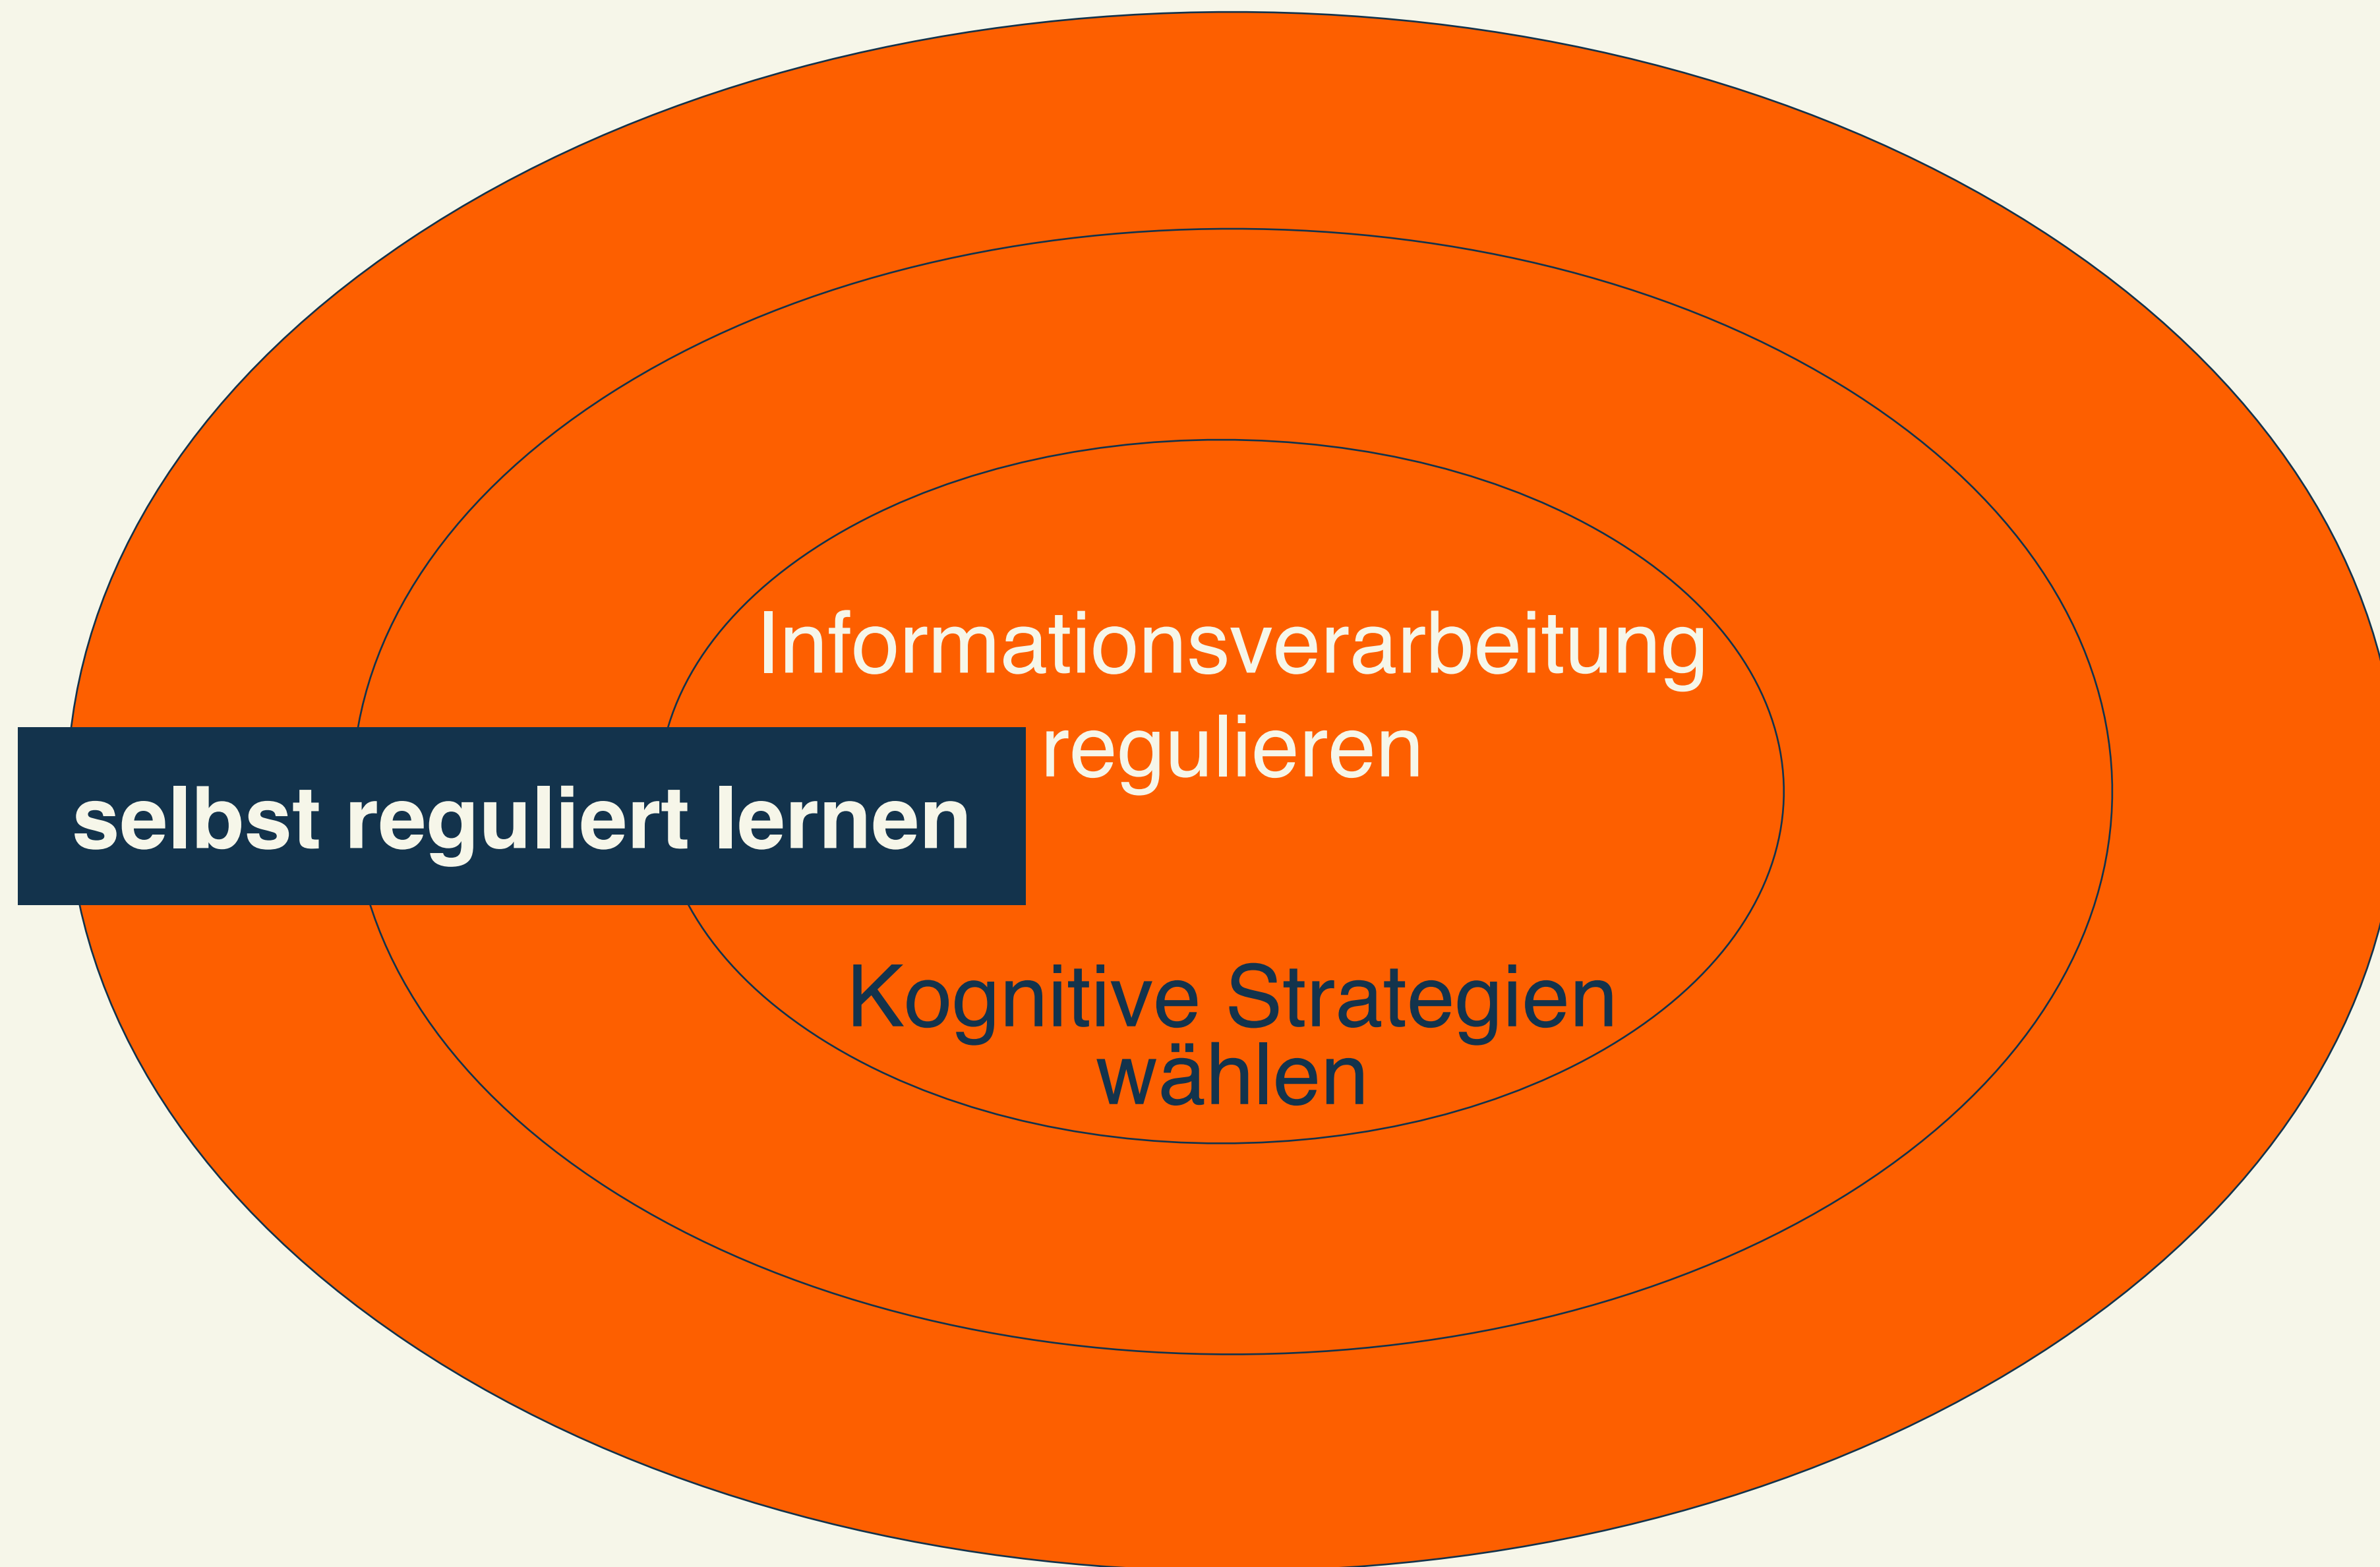 Informationsverarbeitung
regulieren
selbst reguliert lernen
Kognitive Strategien
wählen